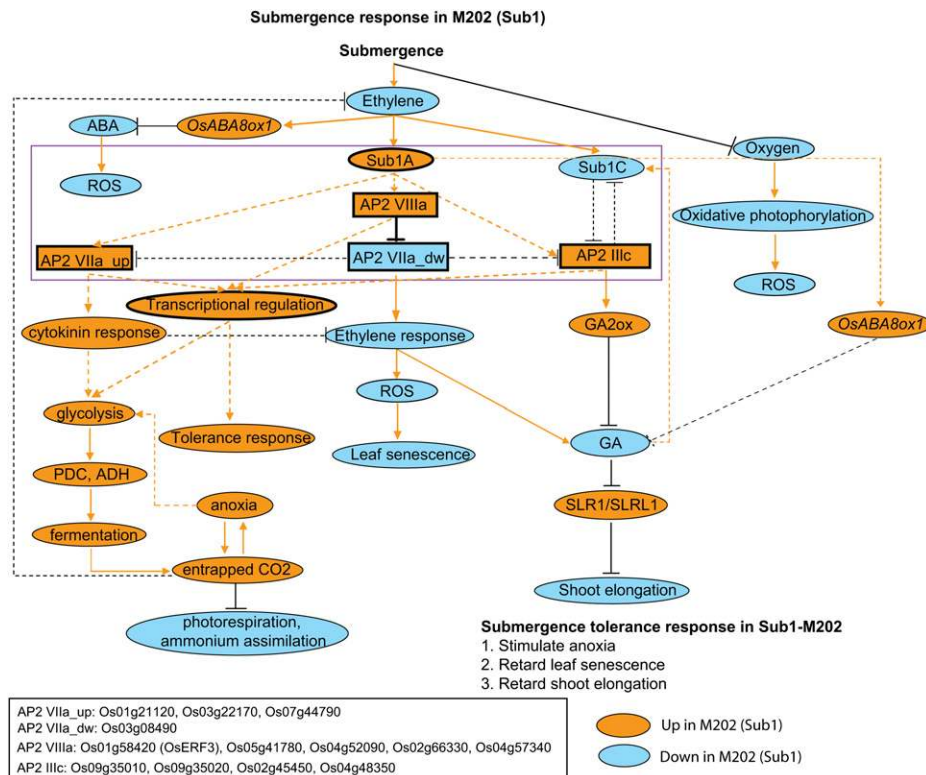 Submergence response in M202 (Sub1)
Submergence
Ethylene
ABA
OsABA8ox1
Oxygen
Sub1A
Sub1C
ROS
AP2 VIIIa
Oxidative photophorylation
AP2 VIIa_up
AP2 VIIa_dw
AP2 IIIc
ROS
Transcriptional regulation
cytokinin response
Ethylene response
GA2ox
OsABA8ox1
ROS
glycolysis
Tolerance response
Leaf senescence
GA
PDC, ADH
anoxia
SLR1/SLRL1
fermentation
entrapped CO2
Shoot elongation
photorespiration,
ammonium assimilation
Submergence tolerance response in Sub1-M202
1. Stimulate anoxia
2. Retard leaf senescence
3. Retard shoot elongation
AP2 VIIa_up: Os01g21120, Os03g22170, Os07g44790
AP2 VIIa_dw: Os03g08490
AP2 VIIIa: Os01g58420 (OsERF3), Os05g41780, Os04g52090, Os02g66330, Os04g57340
AP2 IIIc: Os09g35010, Os09g35020, Os02g45450, Os04g48350
Up in M202 (Sub1)
Down in M202 (Sub1)